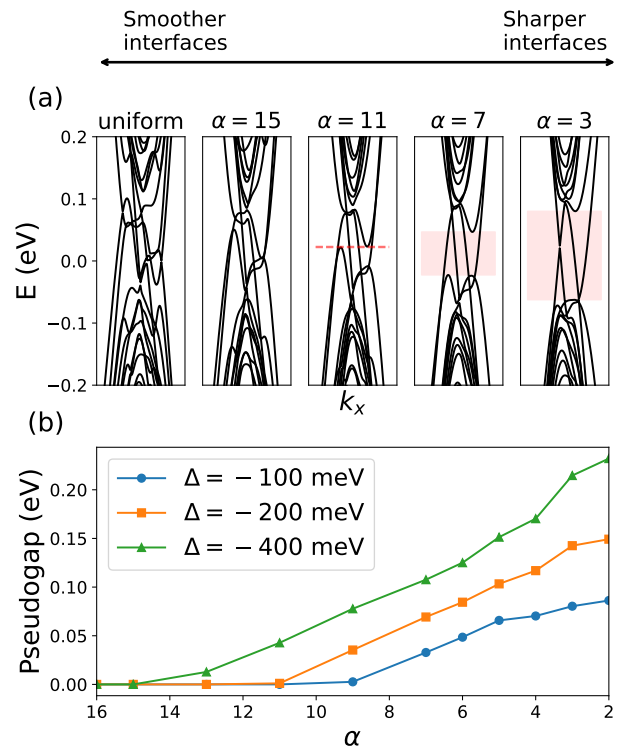 Smoother interfaces
Sharper interfaces
(a)
uniform α = 15 α = 11 α = 7 α = 3
0.2
0.1
0.0
−0.1
−0.2
E (eV)
kₓ
(b)
Pseudogap (eV)
0.20
0.15
0.10
0.05
0.00
Δ = − 100 meV
Δ = − 200 meV
Δ = − 400 meV
16 14 12 10 8 6 4 2
α